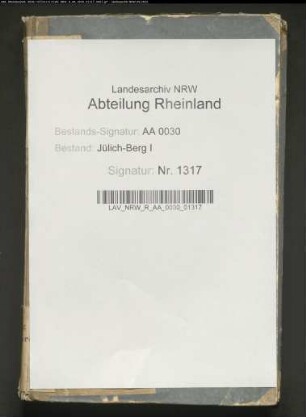 Landesarchiv NRW
Abteilung Rheinland
Bestands-Signatur: AA 0030
Bestand: Jülich-Berg I
Signatur: Nr. 1317
LAV_NRW_R_AA_0030_01317